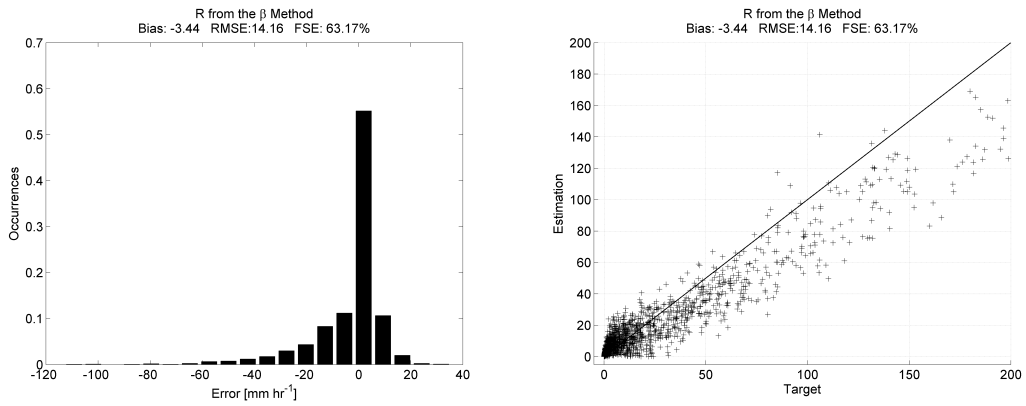 R from the β Method
Bias: -3.44 RMSE:14.16 FSE: 63.17%
0.7
0.6
0.5
0.4
0.3
0.2
0.1
0
Occurrences
-120 -100 -80 -60 -40 -20 0 20 40
Error [mm hr⁻¹]
R from the β Method
Bias: -3.44 RMSE:14.16 FSE: 63.17%
200
180
160
140
120
100
80
60
40
20
0
Estimation
0 50 100 150 200
Target